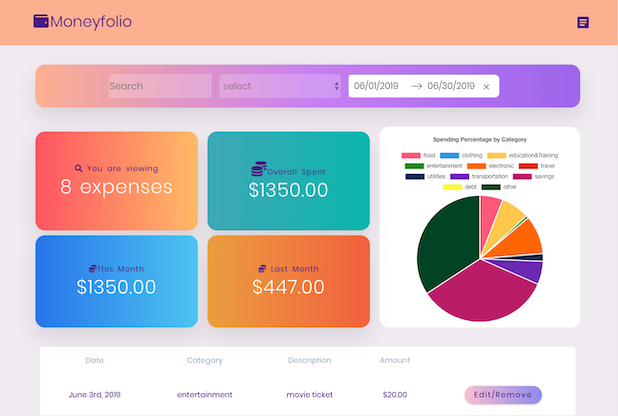 Moneyfolio
Search
select
06/01/2019 → 06/30/2019 ×
You are viewing
8 expenses
Overall Spent
$1350.00
This Month
$1350.00
Last Month
$447.00
Spending Percentage by Category
food clothing education&Training
entertainment electronic travel
utilities transportation savings
debt other
Date Category Description Amount
June 3rd, 2019 entertainment movie ticket $20.00 Edit/Remove